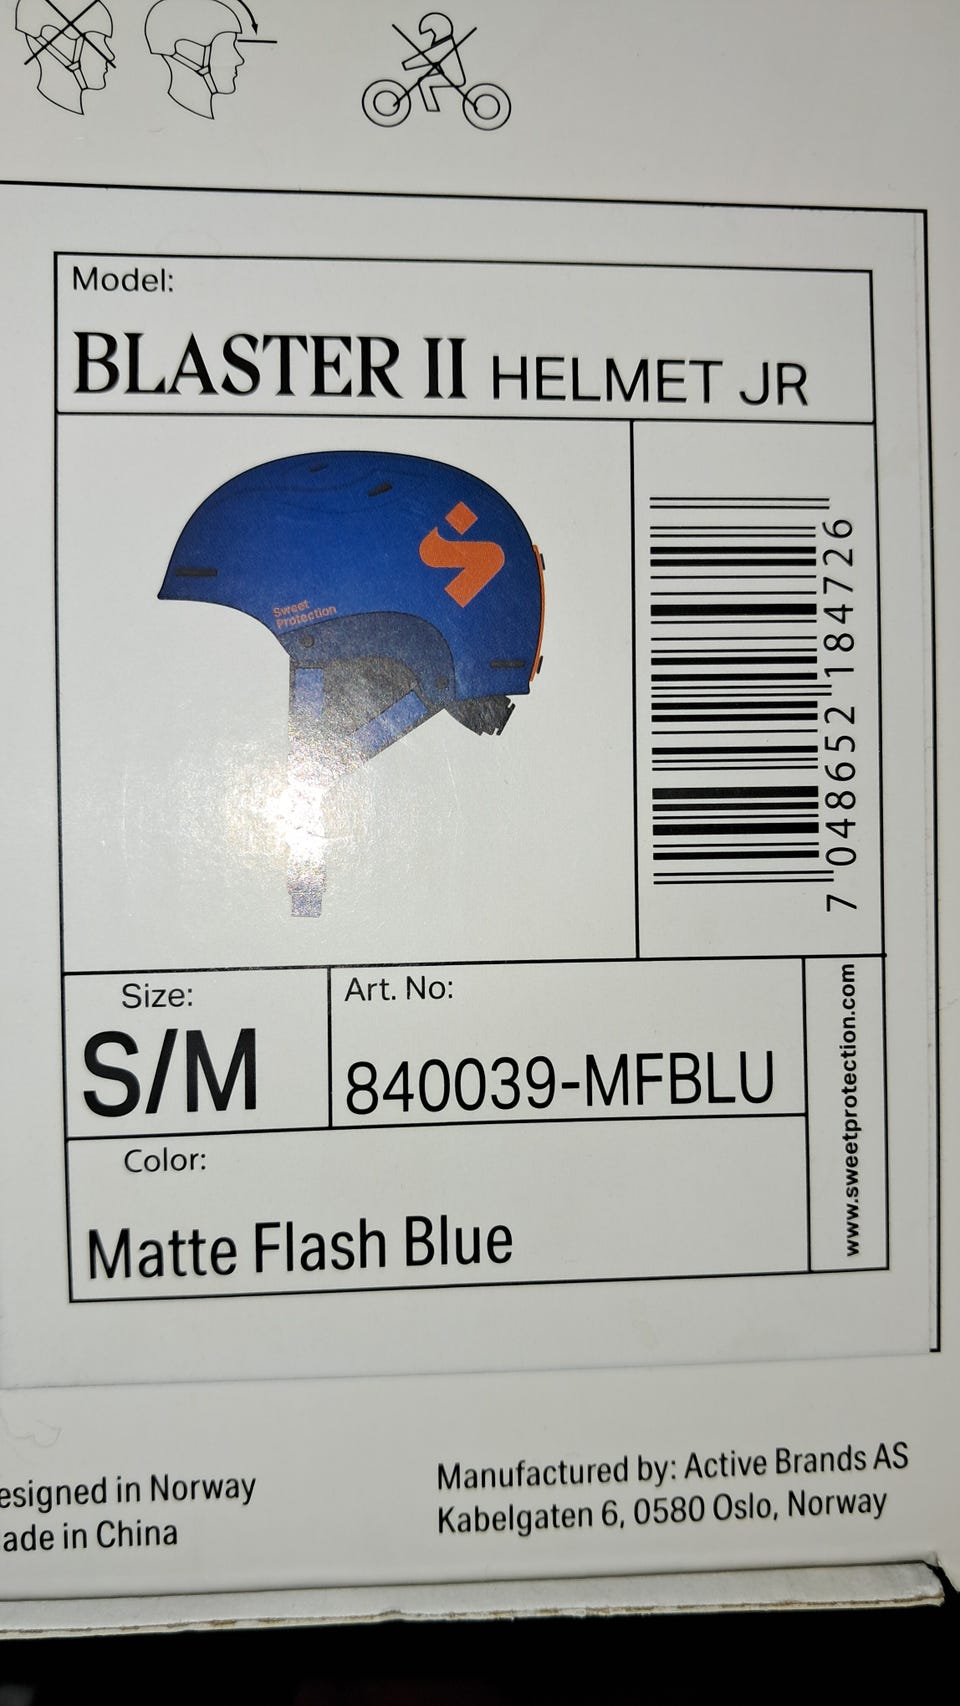 Model:
BLASTER II HELMET JR
Sweet
Protection
7 048652 184726
Size:
S/M
Art. No:
840039-MFBLU
www.sweetprotection.com
Color:
Matte Flash Blue
esigned in Norway
ade in China
Manufactured by: Active Brands AS
Kabelgaten 6, 0580 Oslo, Norway